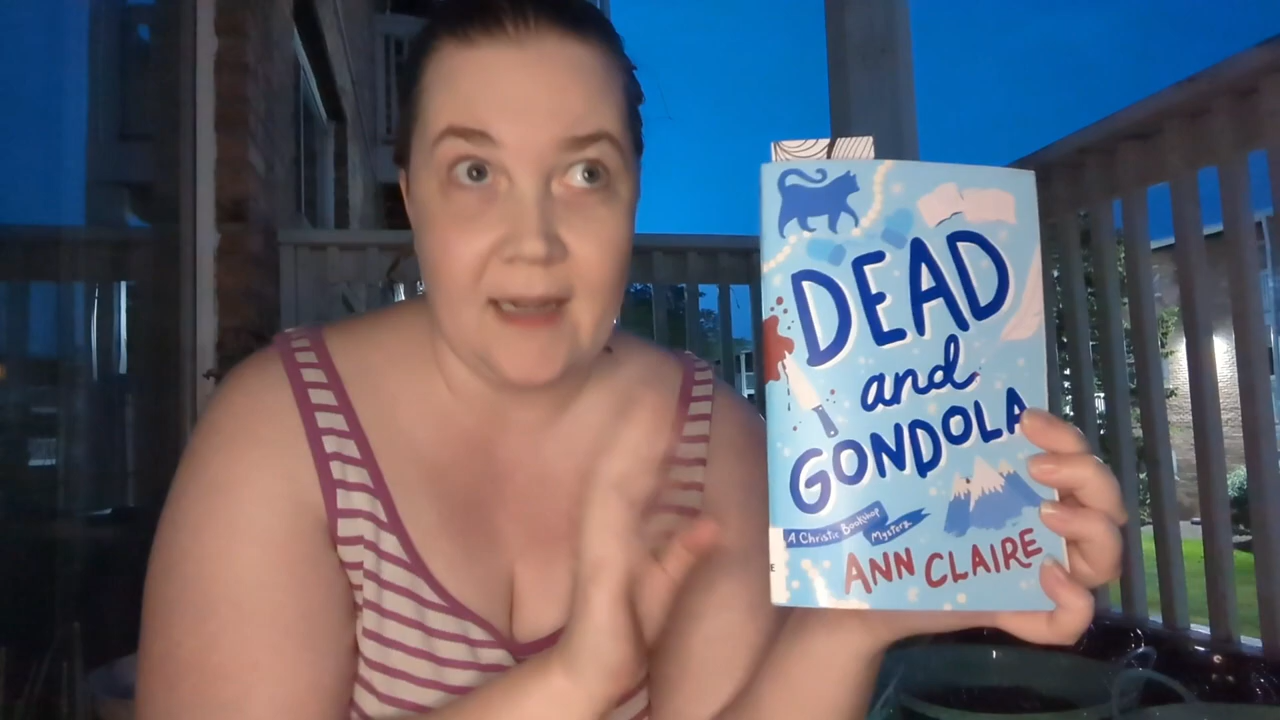 DEAD
and
GONDOLA
A Christie Bookshop
Mystery
ANN CLAIRE
E